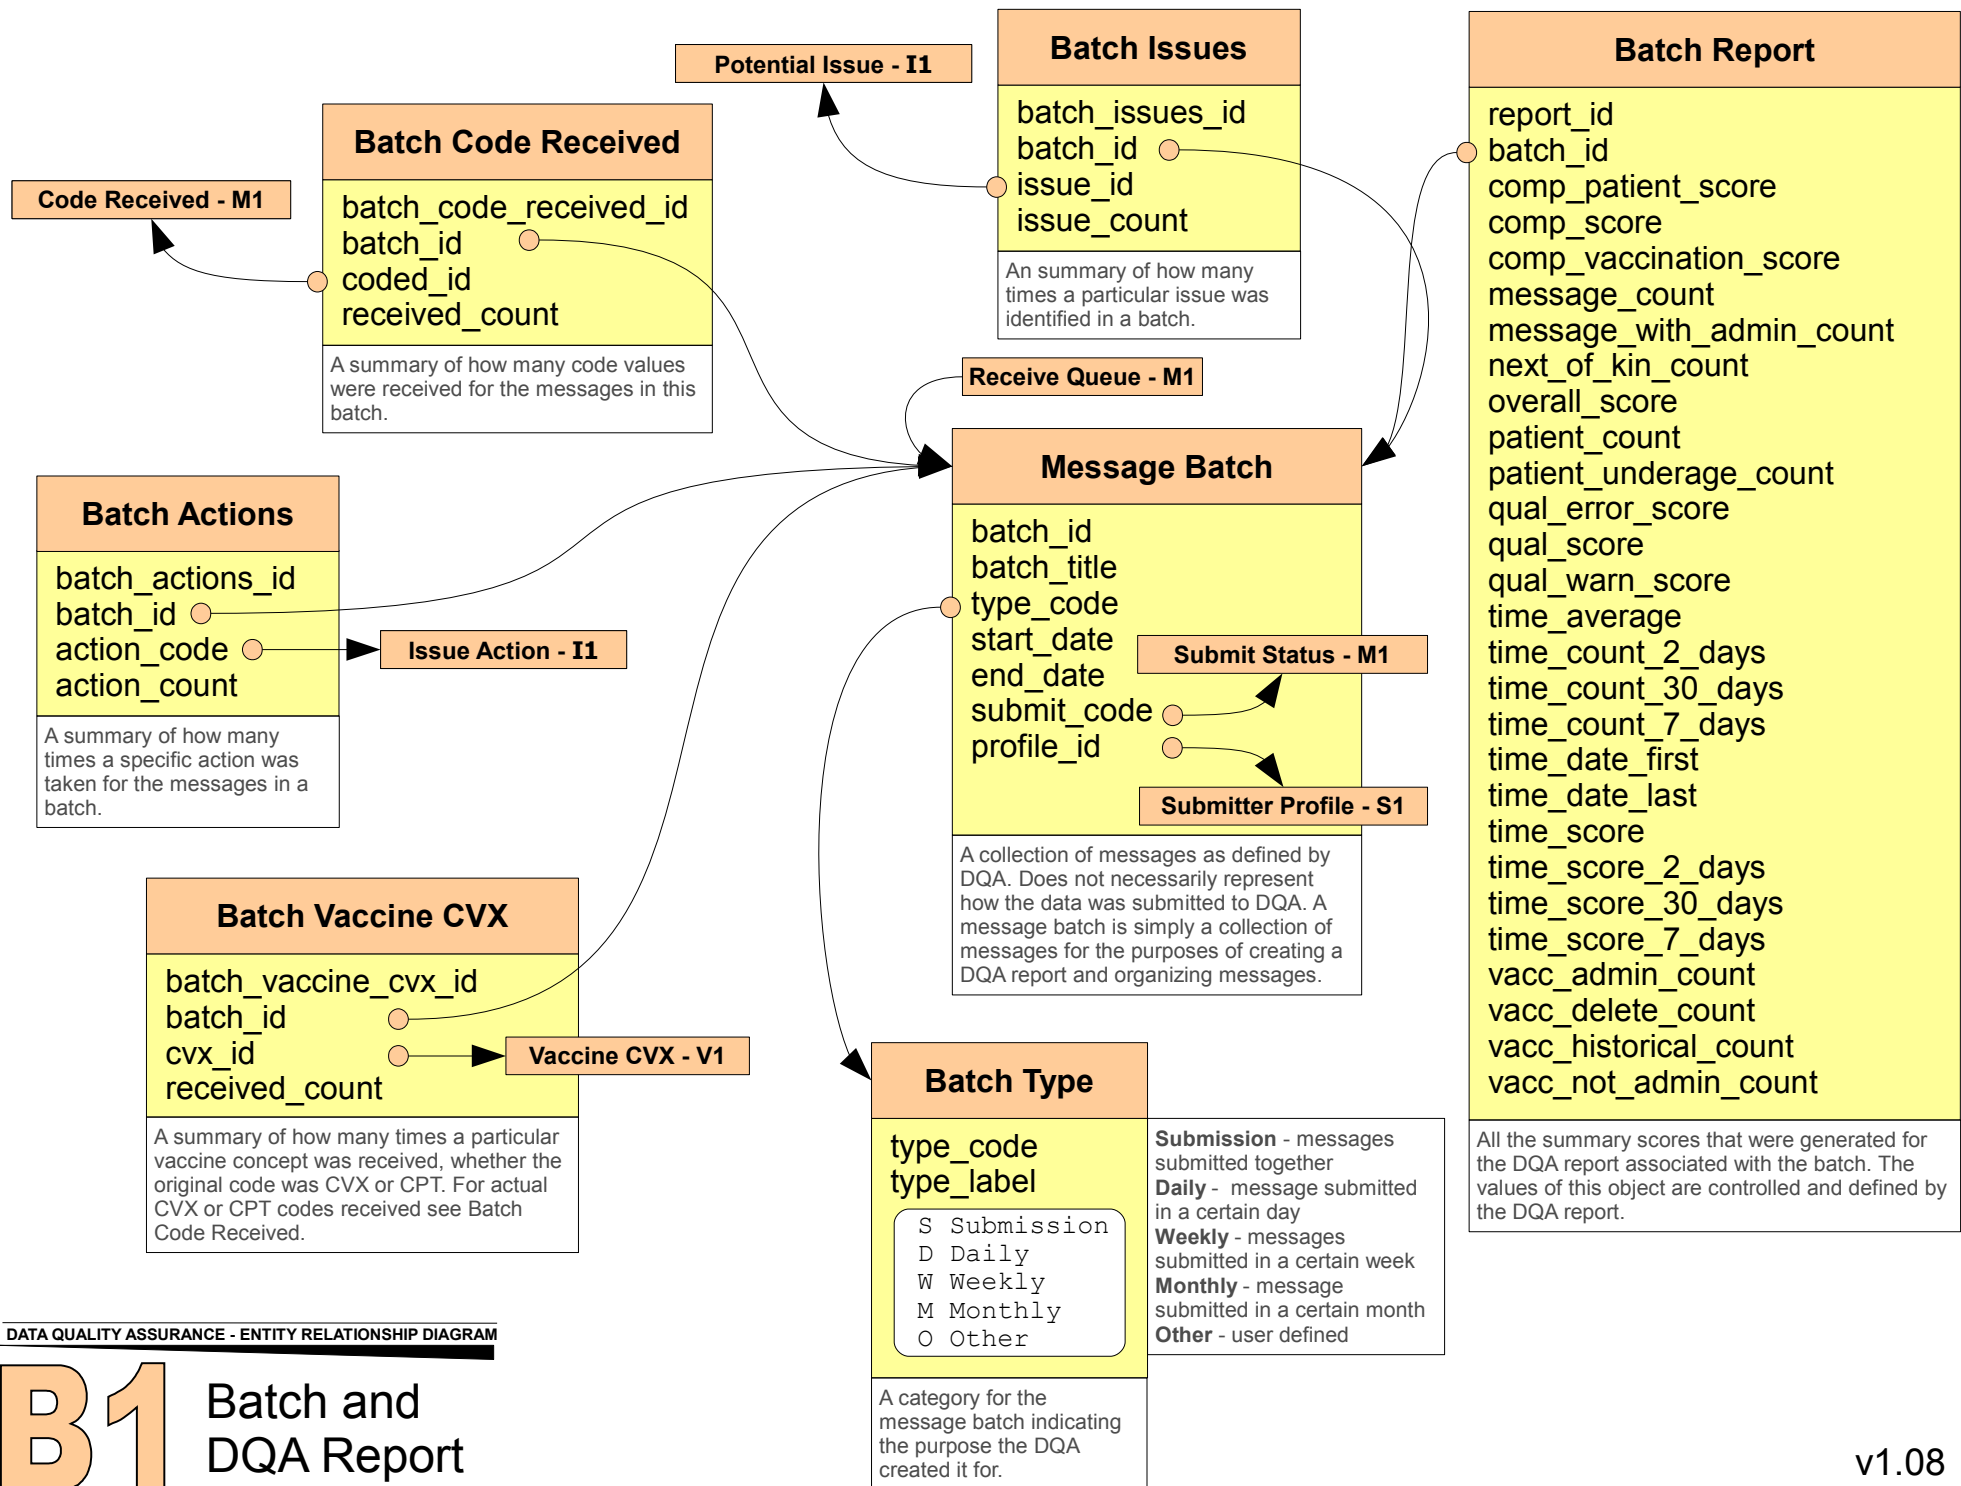 Potential Issue - I1
Batch Issues
batch_issues_id
batch_id
issue_id
issue_count
An summary of how many
times a particular issue was
identified in a batch.
Batch Report
report_id
batch_id
comp_patient_score
comp_score
comp_vaccination_score
message_count
message_with_admin_count
next_of_kin_count
overall_score
patient_count
patient_underage_count
qual_error_score
qual_score
qual_warn_score
time_average
time_count_2_days
time_count_30_days
time_count_7_days
time_date_first
time_date_last
time_score
time_score_2_days
time_score_30_days
time_score_7_days
vacc_admin_count
vacc_delete_count
vacc_historical_count
vacc_not_admin_count
All the summary scores that were generated for
the DQA report associated with the batch. The
values of this object are controlled and defined by
the DQA report.
Code Received - M1
Batch Code Received
batch_code_received_id
batch_id
coded_id
received_count
A summary of how many code values
were received for the messages in this
batch.
Receive Queue - M1
Message Batch
batch_id
batch_title
type_code
start_date
end_date
submit_code
profile_id
Submit Status - M1
Submitter Profile - S1
A collection of messages as defined by
DQA. Does not necessarily represent
how the data was submitted to DQA. A
message batch is simply a collection of
messages for the purposes of creating a
DQA report and organizing messages.
Batch Actions
batch_actions_id
batch_id
action_code
action_count
Issue Action - I1
A summary of how many
times a specific action was
taken for the messages in a
batch.
Batch Vaccine CVX
batch_vaccine_cvx_id
batch_id
cvx_id
received_count
Vaccine CVX - V1
A summary of how many times a particular
vaccine concept was received, whether the
original code was CVX or CPT. For actual
CVX or CPT codes received see Batch
Code Received.
Batch Type
type_code
type_label
S Submission
D Daily
W Weekly
M Monthly
O Other
A category for the
message batch indicating
the purpose the DQA
created it for.
Submission - messages
submitted together
Daily - message submitted
in a certain day
Weekly - messages
submitted in a certain week
Monthly - message
submitted in a certain month
Other - user defined
DATA QUALITY ASSURANCE - ENTITY RELATIONSHIP DIAGRAM
B1
Batch and
DQA Report
v1.08